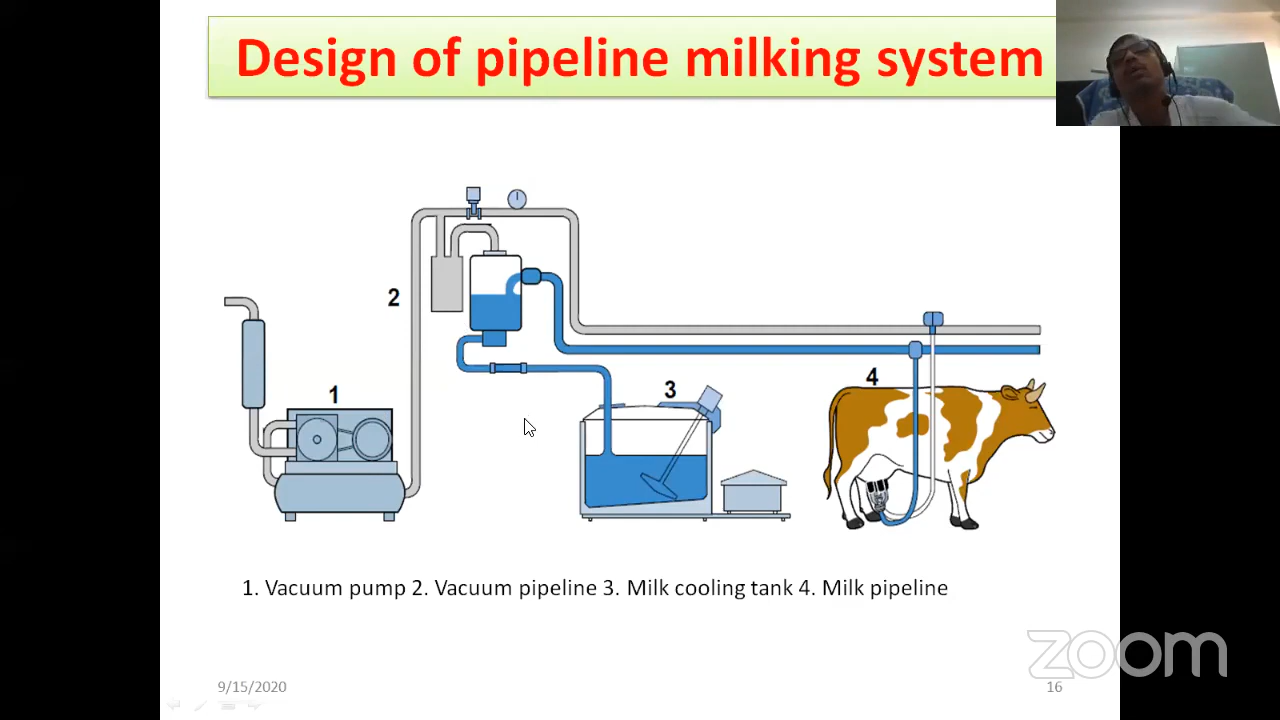 Design of pipeline milking system
2
1
3
4
1. Vacuum pump 2. Vacuum pipeline 3. Milk cooling tank 4. Milk pipeline
zoom
9/15/2020
16